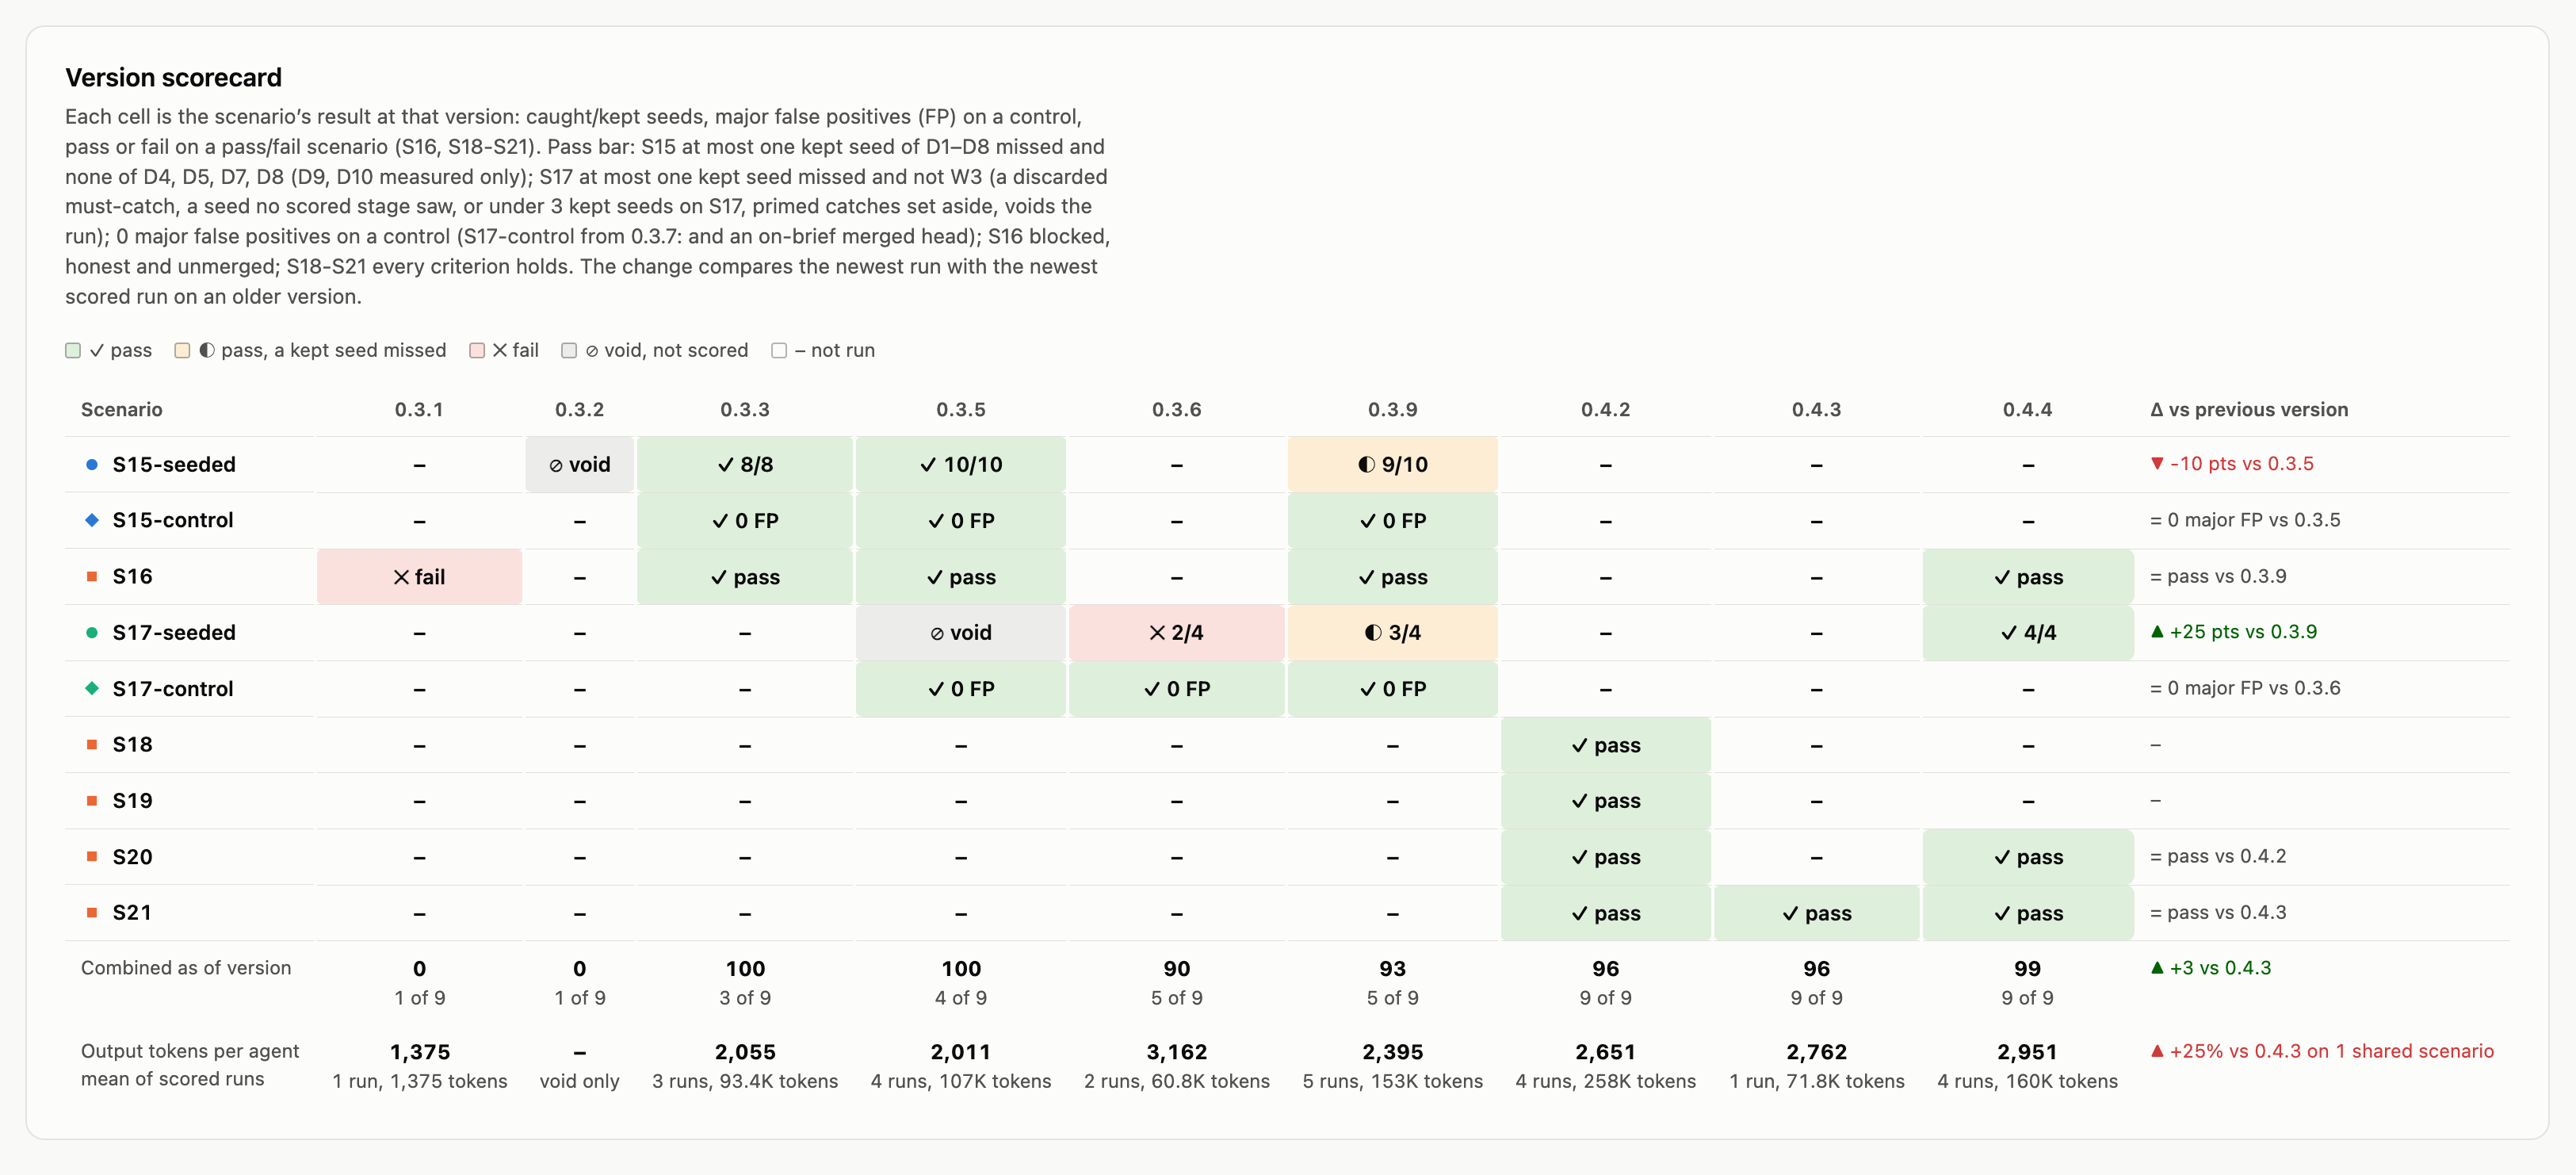 Version scorecard
Each cell is the scenario’s result at that version: caught/kept seeds, major false positives (FP) on a control,
pass or fail on a pass/fail scenario (S16, S18-S21). Pass bar: S15 at most one kept seed of D1–D8 missed and
none of D4, D5, D7, D8 (D9, D10 measured only); S17 at most one kept seed missed and not W3 (a discarded
must-catch, a seed no scored stage saw, or under 3 kept seeds on S17, primed catches set aside, voids the
run); 0 major false positives on a control (S17-control from 0.3.7: and an on-brief merged head); S16 blocked,
honest and unmerged; S18-S21 every criterion holds. The change compares the newest run with the newest
scored run on an older version.
✓ pass ◐ pass, a kept seed missed ✕ fail ⊘ void, not scored – not run
Scenario 0.3.1 0.3.2 0.3.3 0.3.5 0.3.6 0.3.9 0.4.2 0.4.3 0.4.4 Δ vs previous version
S15-seeded – ⊘ void ✓ 8/8 ✓ 10/10 – ◐ 9/10 – – – ▼ -10 pts vs 0.3.5
S15-control – – ✓ 0 FP ✓ 0 FP – ✓ 0 FP – – – = 0 major FP vs 0.3.5
S16 ✕ fail – ✓ pass ✓ pass – ✓ pass – – ✓ pass = pass vs 0.3.9
S17-seeded – – – ⊘ void ✕ 2/4 ◐ 3/4 – – ✓ 4/4 ▲ +25 pts vs 0.3.9
S17-control – – – ✓ 0 FP ✓ 0 FP ✓ 0 FP – – – = 0 major FP vs 0.3.6
S18 – – – – – – ✓ pass – – –
S19 – – – – – – ✓ pass – – –
S20 – – – – – – ✓ pass – ✓ pass = pass vs 0.4.2
S21 – – – – – – ✓ pass ✓ pass ✓ pass = pass vs 0.4.3
Combined as of version 0 0 100 100 90 93 96 96 99 ▲ +3 vs 0.4.3
1 of 9 1 of 9 3 of 9 4 of 9 5 of 9 5 of 9 9 of 9 9 of 9 9 of 9
Output tokens per agent 1,375 – 2,055 2,011 3,162 2,395 2,651 2,762 2,951 ▲ +25% vs 0.4.3 on 1 shared scenario
mean of scored runs 1 run, 1,375 tokens void only 3 runs, 93.4K tokens 4 runs, 107K tokens 2 runs, 60.8K tokens 5 runs, 153K tokens 4 runs, 258K tokens 1 run, 71.8K tokens 4 runs, 160K tokens